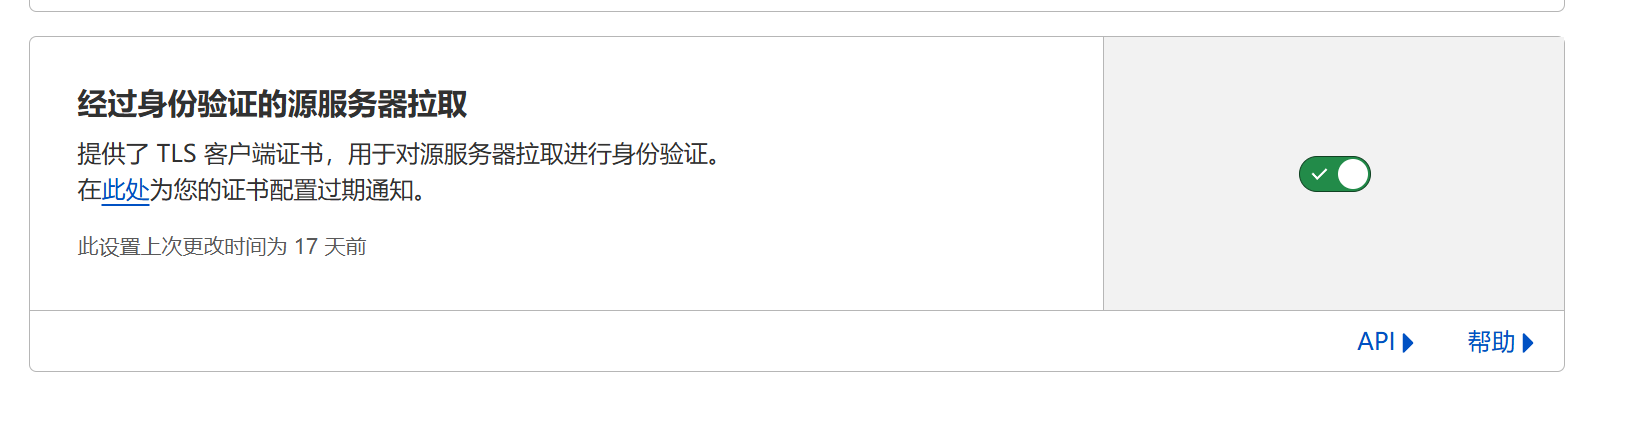 经过身份验证的源服务器拉取
提供了 TLS 客户端证书，用于对源服务器拉取进行身份验证。
在此处为您的证书配置过期通知。
此设置上次更改时间为 17 天前
API
帮助